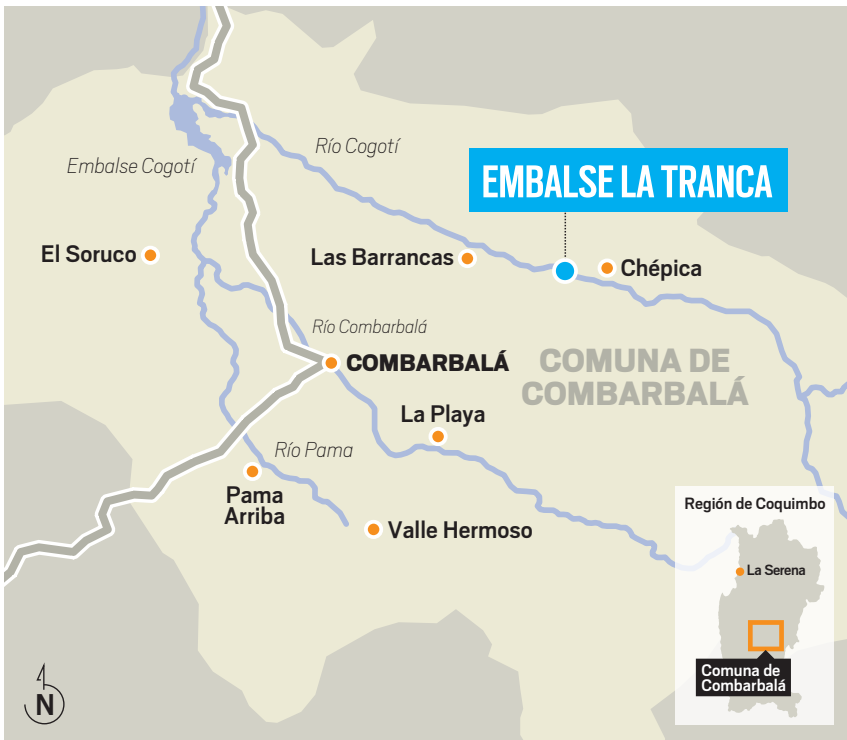 Río Cogotí
Embalse Cogotí
EMBALSE LA TRANCA
El Soruco
Las Barrancas
Chépica
Río Combarbalá
COMBARBALÁ
COMUNA DE
COMBARBALÁ
La Playa
Río Pama
Pama
Arriba
Valle Hermoso
Región de Coquimbo
La Serena
Comuna de
Combarbalá
N